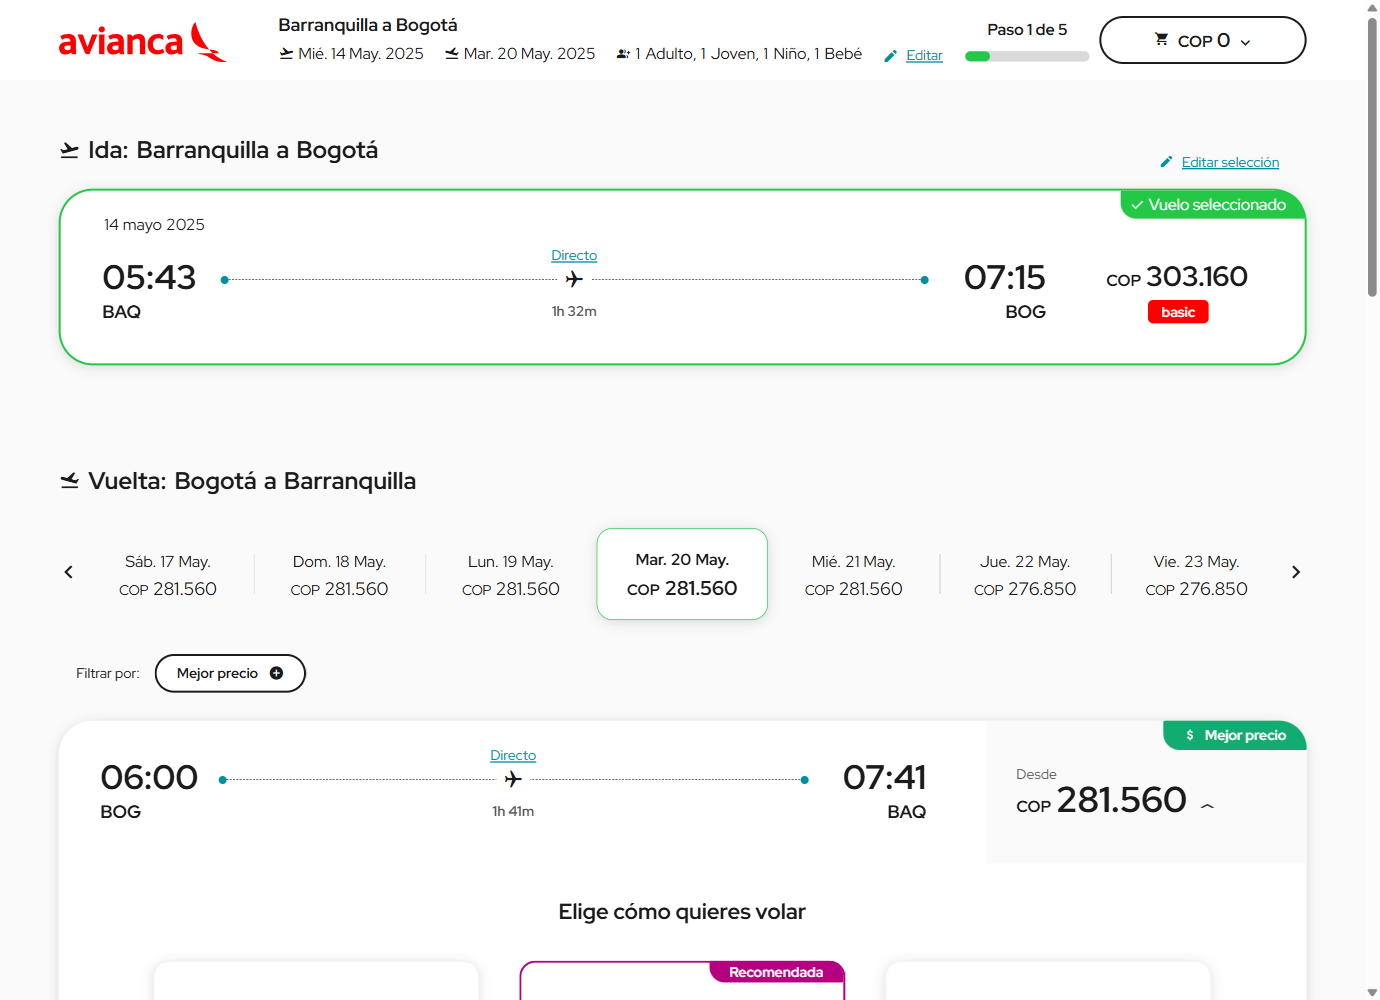 avianca
Barranquilla a Bogotá
Mié. 14 May. 2025 Mar. 20 May. 2025 1 Adulto, 1 Joven, 1 Niño, 1 Bebé Editar
Paso 1 de 5
COP 0
Ida: Barranquilla a Bogotá
Editar selección
Vuelo seleccionado
14 mayo 2025
Directo
05:43 07:15 COP 303.160
BAQ 1h 32m BOG basic
Vuelta: Bogotá a Barranquilla
Sáb. 17 May. Dom. 18 May. Lun. 19 May. Mar. 20 May. Mié. 21 May. Jue. 22 May. Vie. 23 May.
COP 281.560 COP 281.560 COP 281.560 COP 281.560 COP 281.560 COP 276.850 COP 276.850
Filtrar por: Mejor precio
$ Mejor precio
Directo
06:00 07:41
BOG 1h 41m BAQ
Desde
COP 281.560
Elige cómo quieres volar
Recomendada